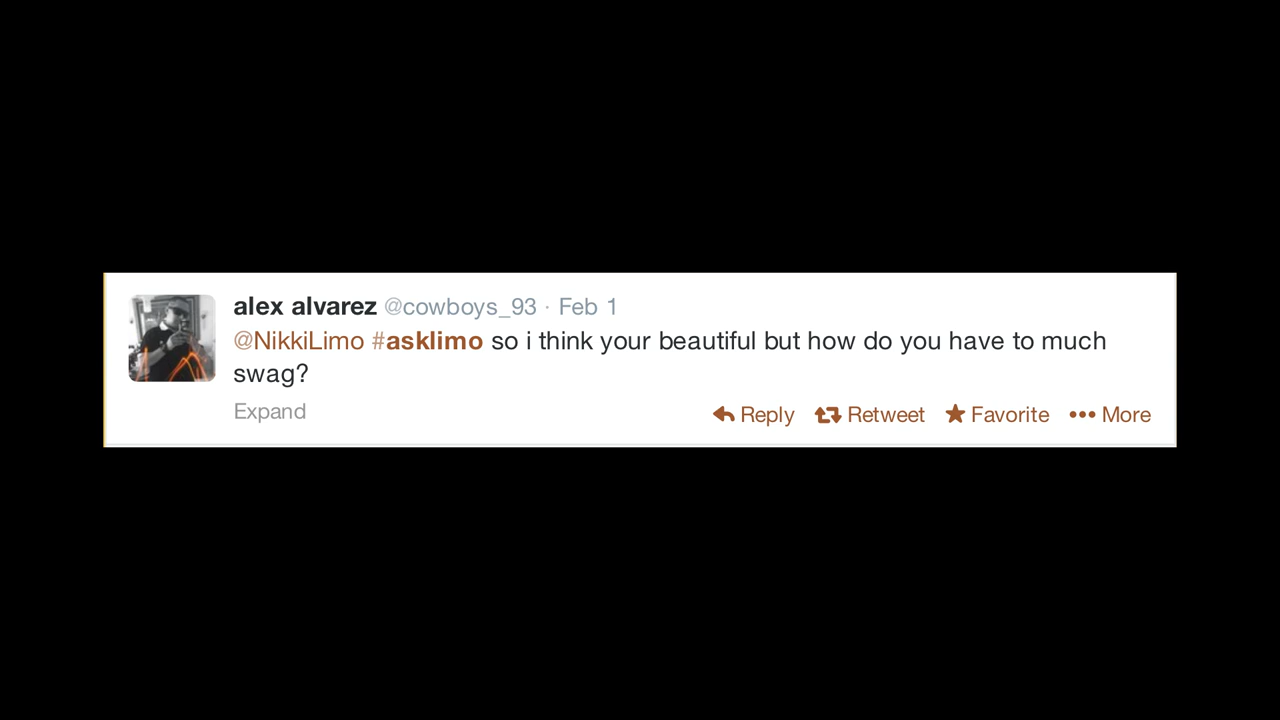 alex alvarez @cowboys_93 · Feb 1
@NikkiLimo #asklimo so i think your beautiful but how do you have to much
swag?
Expand
Reply Retweet Favorite More